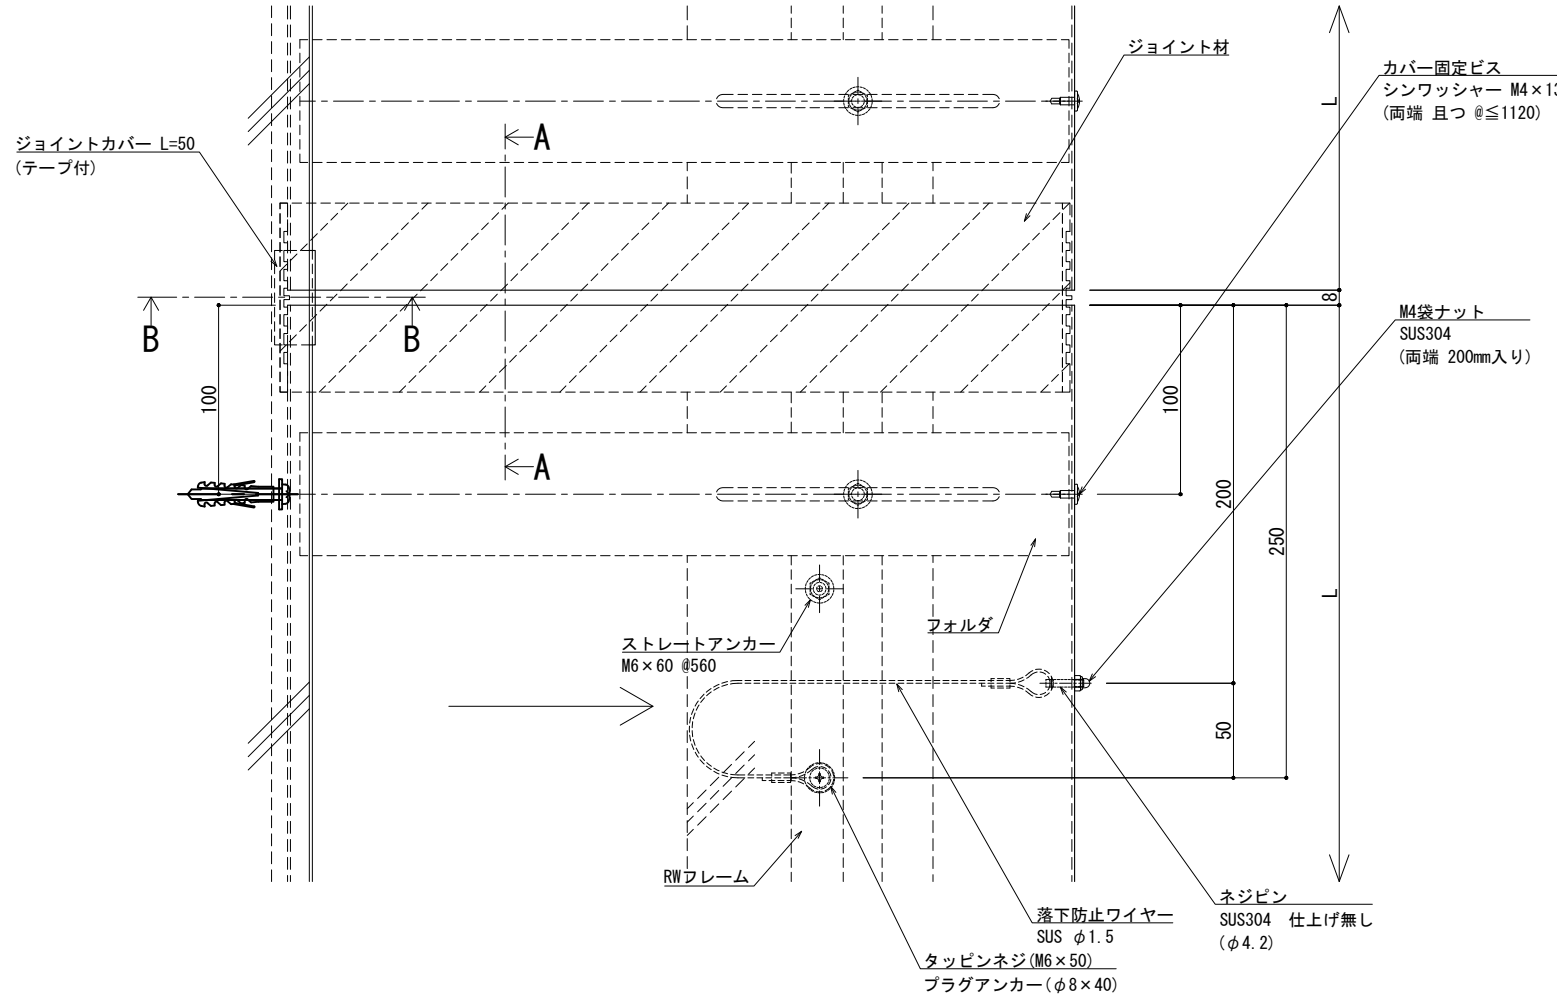 ジョイント材
カバー固定ビス
シンワッシャー M4×13
(両端 且つ @≦1120)
L
A
ジョイントカバー L=50
(テープ付)
8
B
B
M4袋ナット
SUS304
(両端 200mm入り)
100
100
A
200
250
L
フォルダ
ストレートアンカー
M6×60 @560
50
RWフレーム
ネジピン
SUS304 仕上げ無し
(φ4.2)
落下防止ワイヤー
SUS φ1.5
タッピンネジ(M6×50)
プラグアンカー(φ8×40)